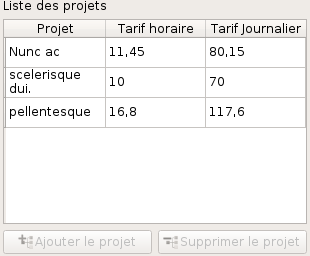 Liste des projets
Projet Tarif horaire Tarif Journalier
Nunc ac 11,45 80,15
scelerisque
dui. 10 70
pellentesque 16,8 117,6
Ajouter le projet Supprimer le projet